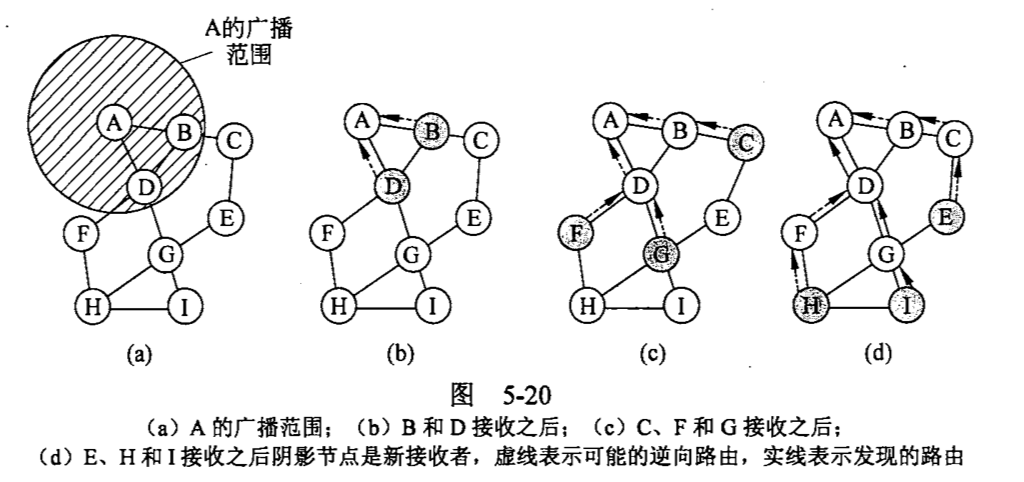 A的广播
范围
A B C D E F G H I
A B C D E F G H I
A B C D E F G H I
A B C D E F G H I
(a) (b) (c) (d)
图 5-20
(a) A 的广播范围；(b) B 和 D 接收之后；(c) C、F 和 G 接收之后；
(d) E、H 和 I 接收之后阴影节点是新接收者，虚线表示可能的逆向路由，实线表示发现的路由